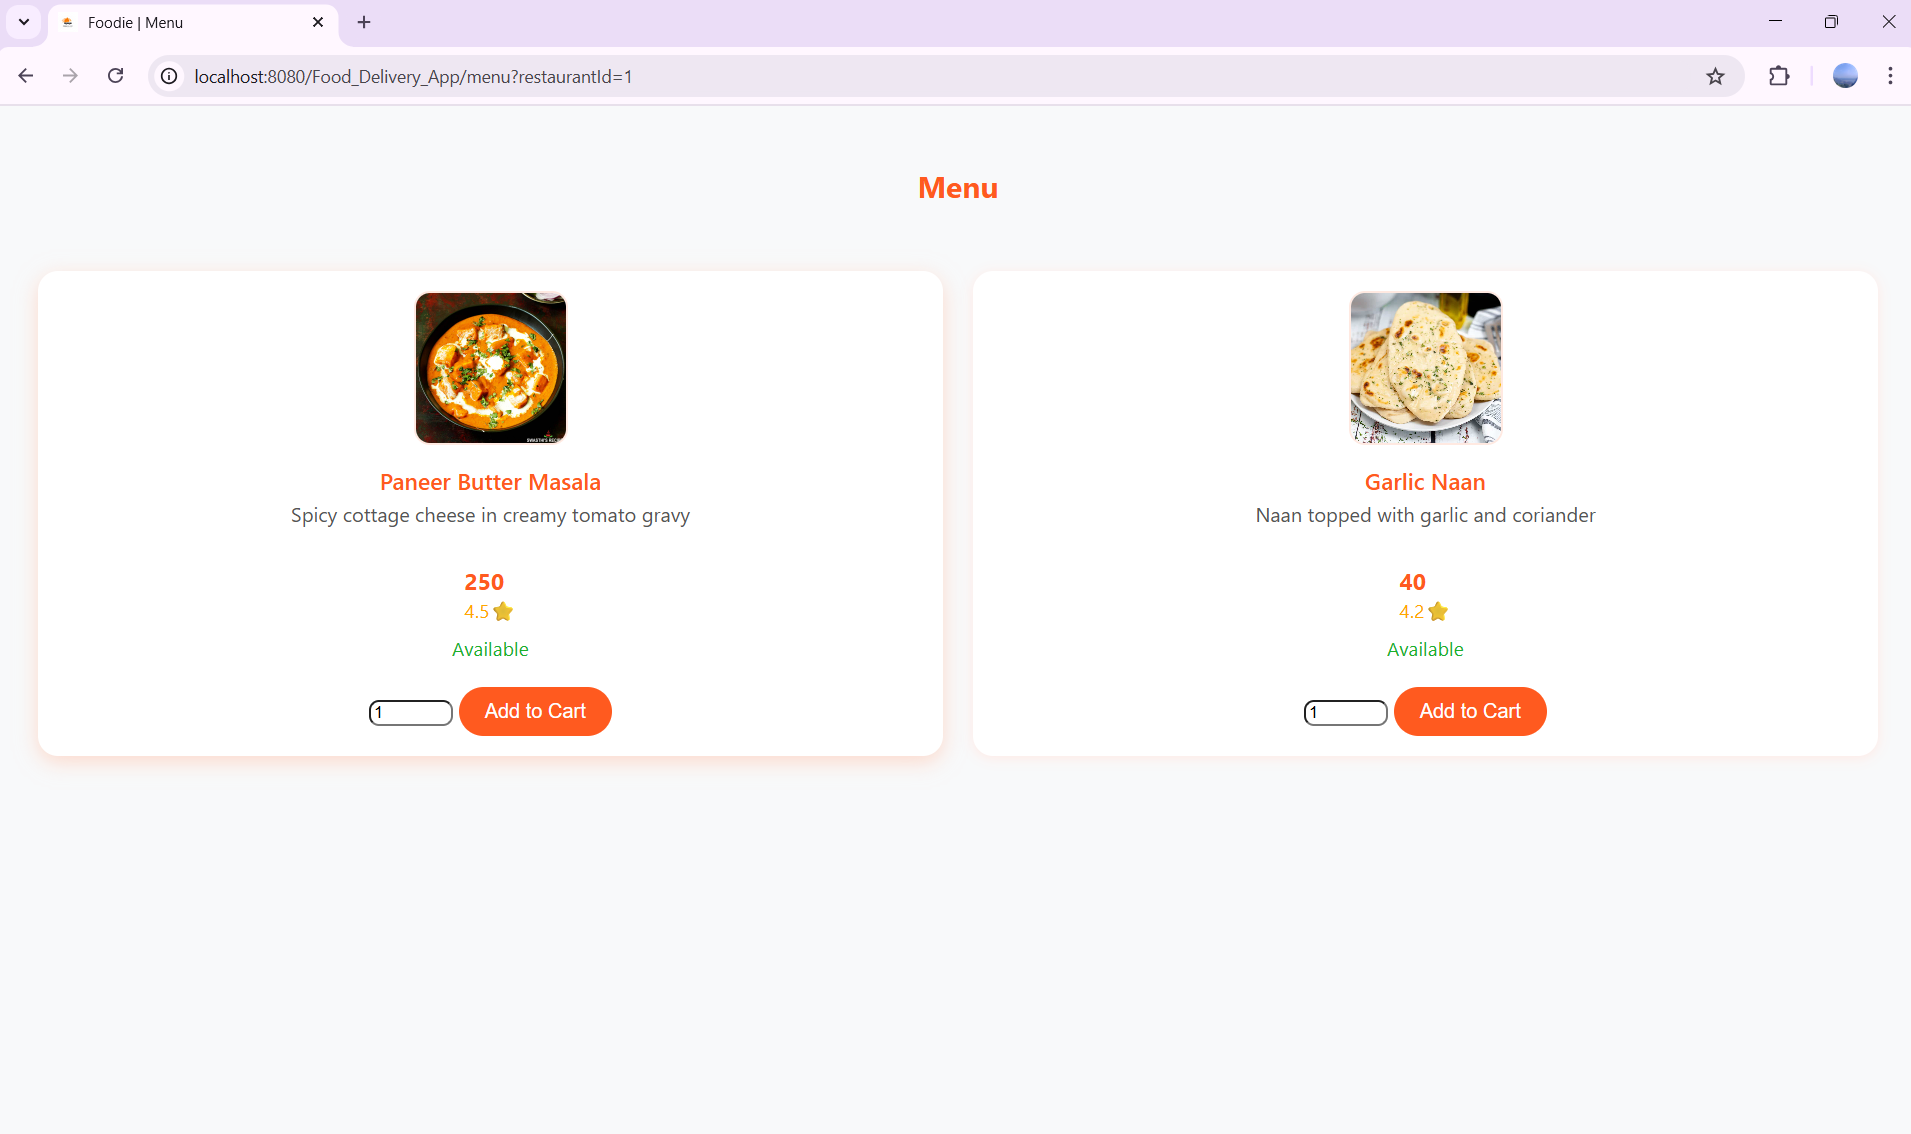 Foodie | Menu
localhost:8080/Food_Delivery_App/menu?restaurantId=1
Menu
Paneer Butter Masala
Spicy cottage cheese in creamy tomato gravy
250
4.5
Available
1
Add to Cart
Garlic Naan
Naan topped with garlic and coriander
40
4.2
Available
1
Add to Cart